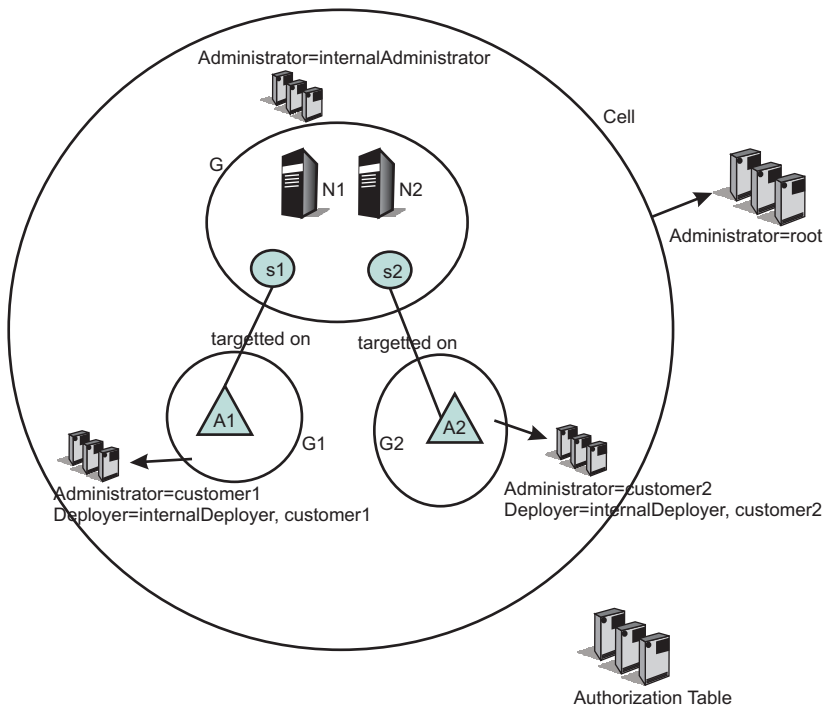 Administrator=internalAdministrator
Cell
G
N1
N2
Administrator=root
s1
s2
targetted on
targetted on
A1
G1
G2
A2
Administrator=customer1
Deployer=internalDeployer, customer1
Administrator=customer2
Deployer=internalDeployer, customer2
Authorization Table